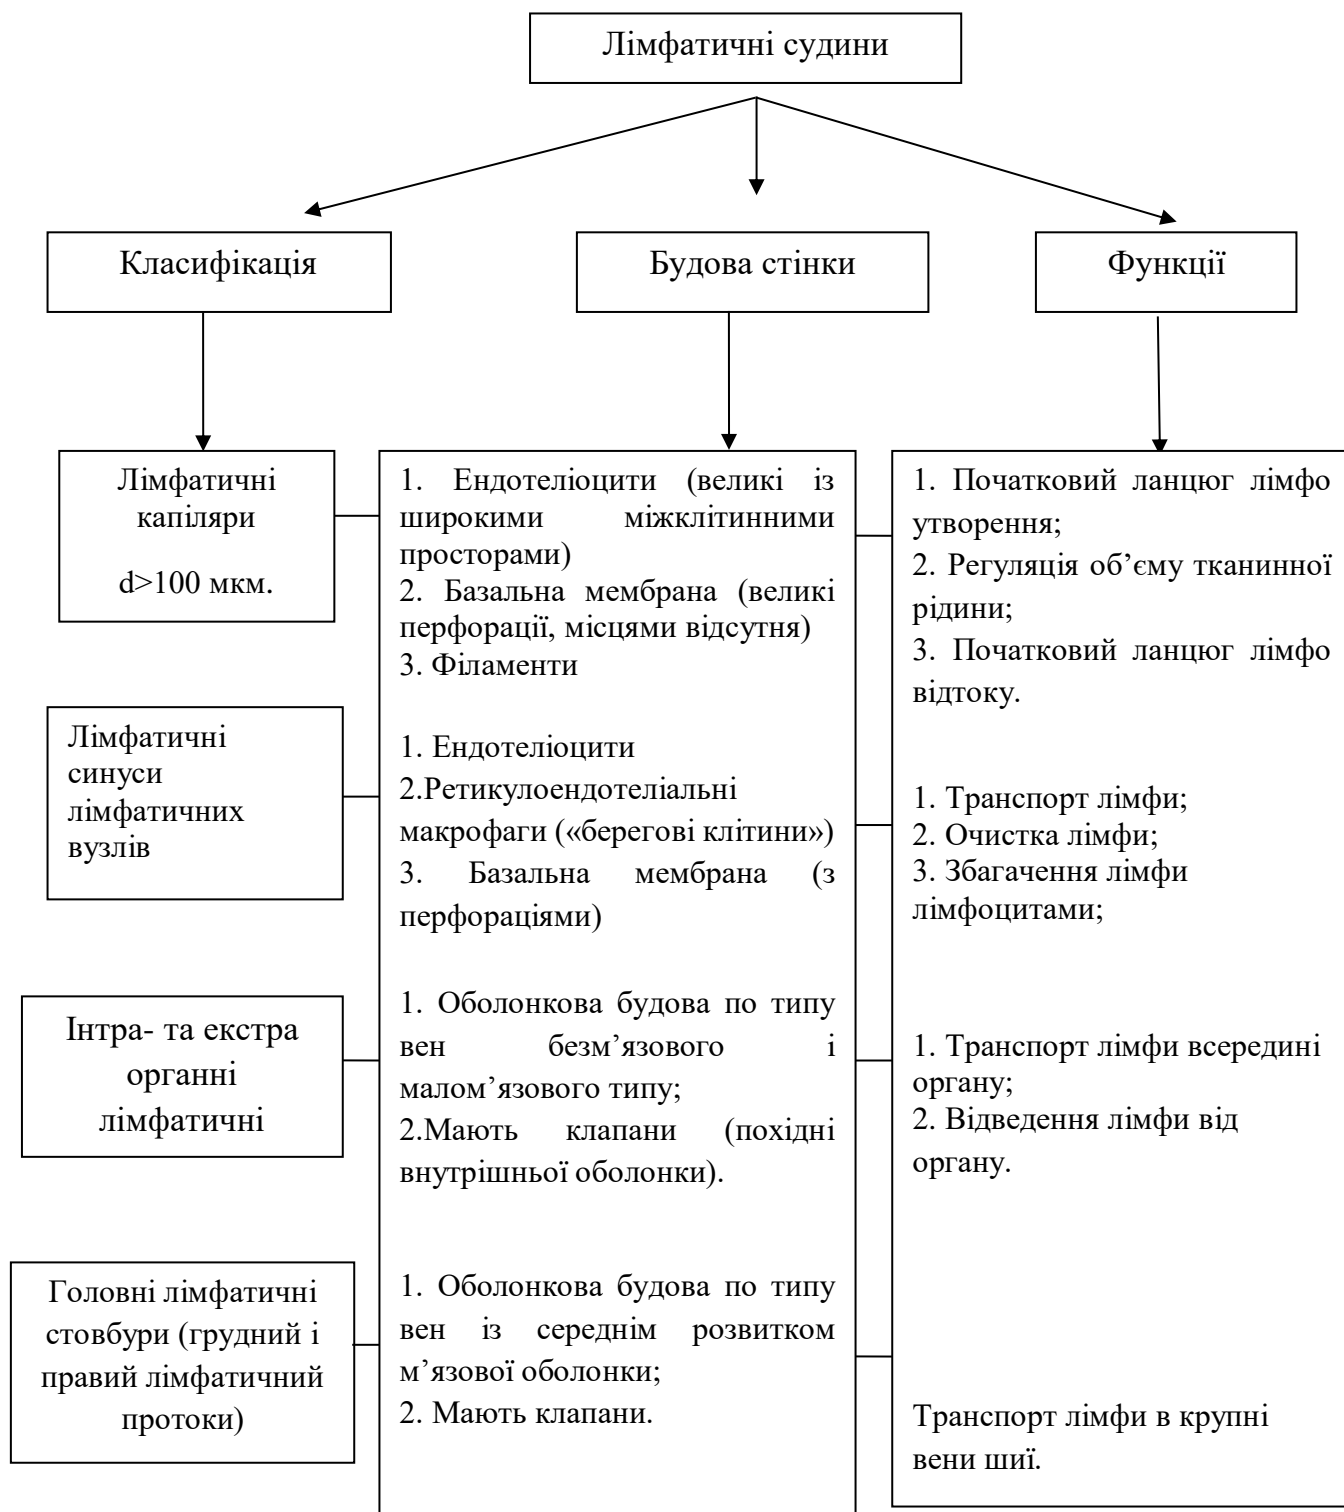 Лімфатичні судини
Класифікація
Будова стінки
Функції
Лімфатичні
капіляри
d>100 мкм.
1. Ендотеліоцити (великі із
широкими міжклітинними
просторами)
2. Базальна мембрана (великі
перфорації, місцями відсутня)
3. Філаменти
1. Початковий ланцюг лімфо
утворення;
2. Регуляція об’єму тканинної
рідини;
3. Початковий ланцюг лімфо
відтоку.
Лімфатичні
синуси
лімфатичних
вузлів
1. Ендотеліоцити
2.Ретикулоендотеліальні
макрофаги («берегові клітини»)
3. Базальна мембрана (з
перфораціями)
1. Транспорт лімфи;
2. Очистка лімфи;
3. Збагачення лімфи
лімфоцитами;
Інтра- та екстра
органні
лімфатичні
1. Оболонкова будова по типу
вен безм’язового і
малом’язового типу;
2.Мають клапани (похідні
внутрішньої оболонки).
1. Транспорт лімфи всередині
органу;
2. Відведення лімфи від
органу.
Головні лімфатичні
стовбури (грудний і
правий лімфатичний
протоки)
1. Оболонкова будова по типу
вен із середнім розвитком
м’язової оболонки;
2. Мають клапани.
Транспорт лімфи в крупні
вени шиї.